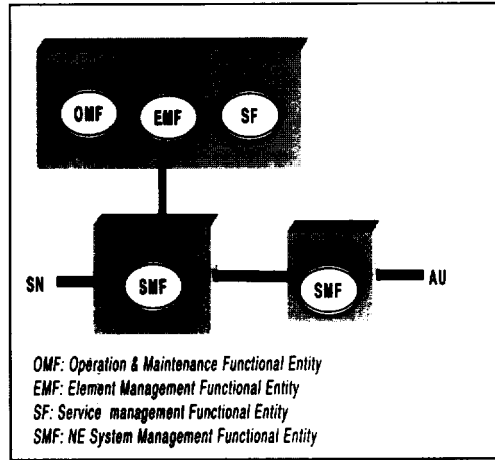 OMF EMF SF
SN SMF SMF AU
OMF: Operation & Maintenance Functional Entity
EMF: Element Management Functional Entity
SF: Service management Functional Entity
SMF: NE System Management Functional Entity